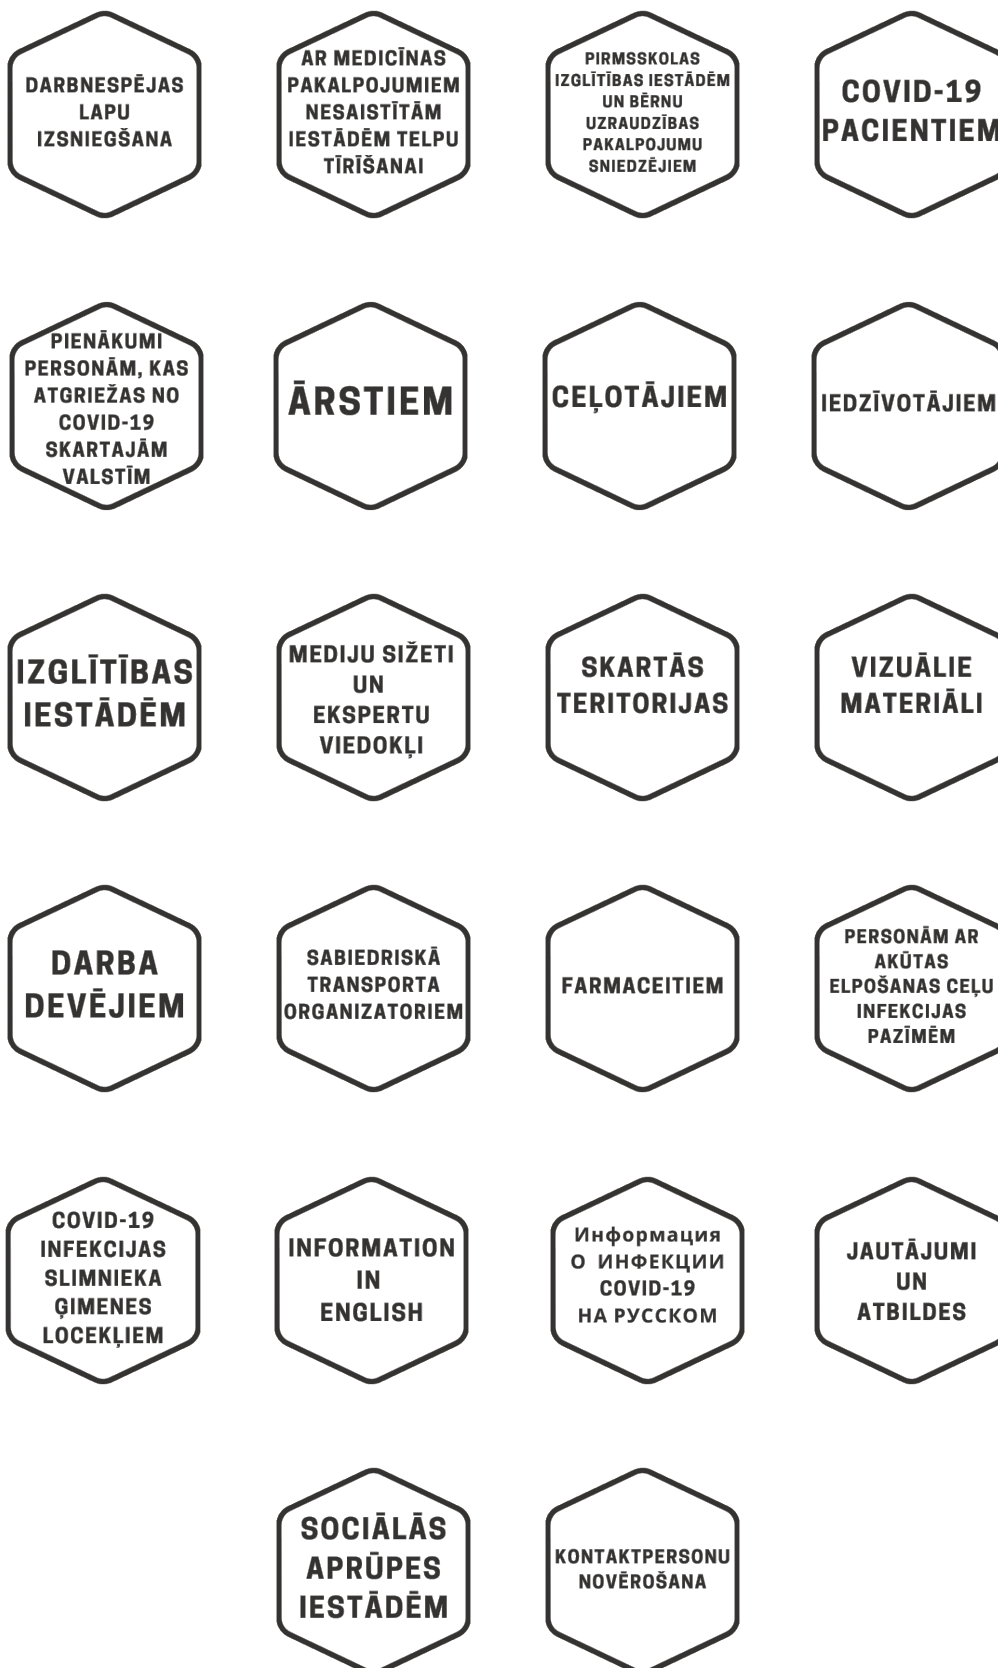 DARBNESPĒJAS
LAPU
IZSNIEGŠANA
AR MEDICĪNAS
PAKALPOJUMIEM
NESAISTĪTĀM
IESTĀDĒM TELPU
TĪRĪŠANAI
PIRMSSKOLAS
IZGLĪTĪBAS IESTĀDĒM
UN BĒRNU
UZRAUDZĪBAS
PAKALPOJUMU
SNIEDZĒJIEM
COVID-19
PACIENTIEM
PIENĀKUMI
PERSONĀM, KAS
ATGRIEŽAS NO
COVID-19
SKARTAJĀM
VALSTĪM
ĀRSTIEM
CEĻOTĀJIEM
IEDZĪVOTĀJIEM
IZGLĪTĪBAS
IESTĀDĒM
MEDIJU SIŽETI
UN
EKSPERTU
VIEDOKĻI
SKARTĀS
TERITORIJAS
VIZUĀLIE
MATERIĀLI
DARBA
DEVĒJIEM
SABIEDRISKĀ
TRANSPORTA
ORGANIZATORIEM
FARMACEITIEM
PERSONĀM AR
AKŪTAS
ELPOŠANAS CEĻU
INFEKCIJAS
PAZĪMĒM
COVID-19
INFEKCIJAS
SLIMNIEKA
ĢIMENES
LOCEKĻIEM
INFORMATION
IN
ENGLISH
Информация
О ИНФЕКЦИИ
COVID-19
НА РУССКОМ
JAUTĀJUMI
UN
ATBILDES
SOCIĀLĀS
APRŪPES
IESTĀDĒM
KONTAKTPERSONU
NOVĒROŠANA